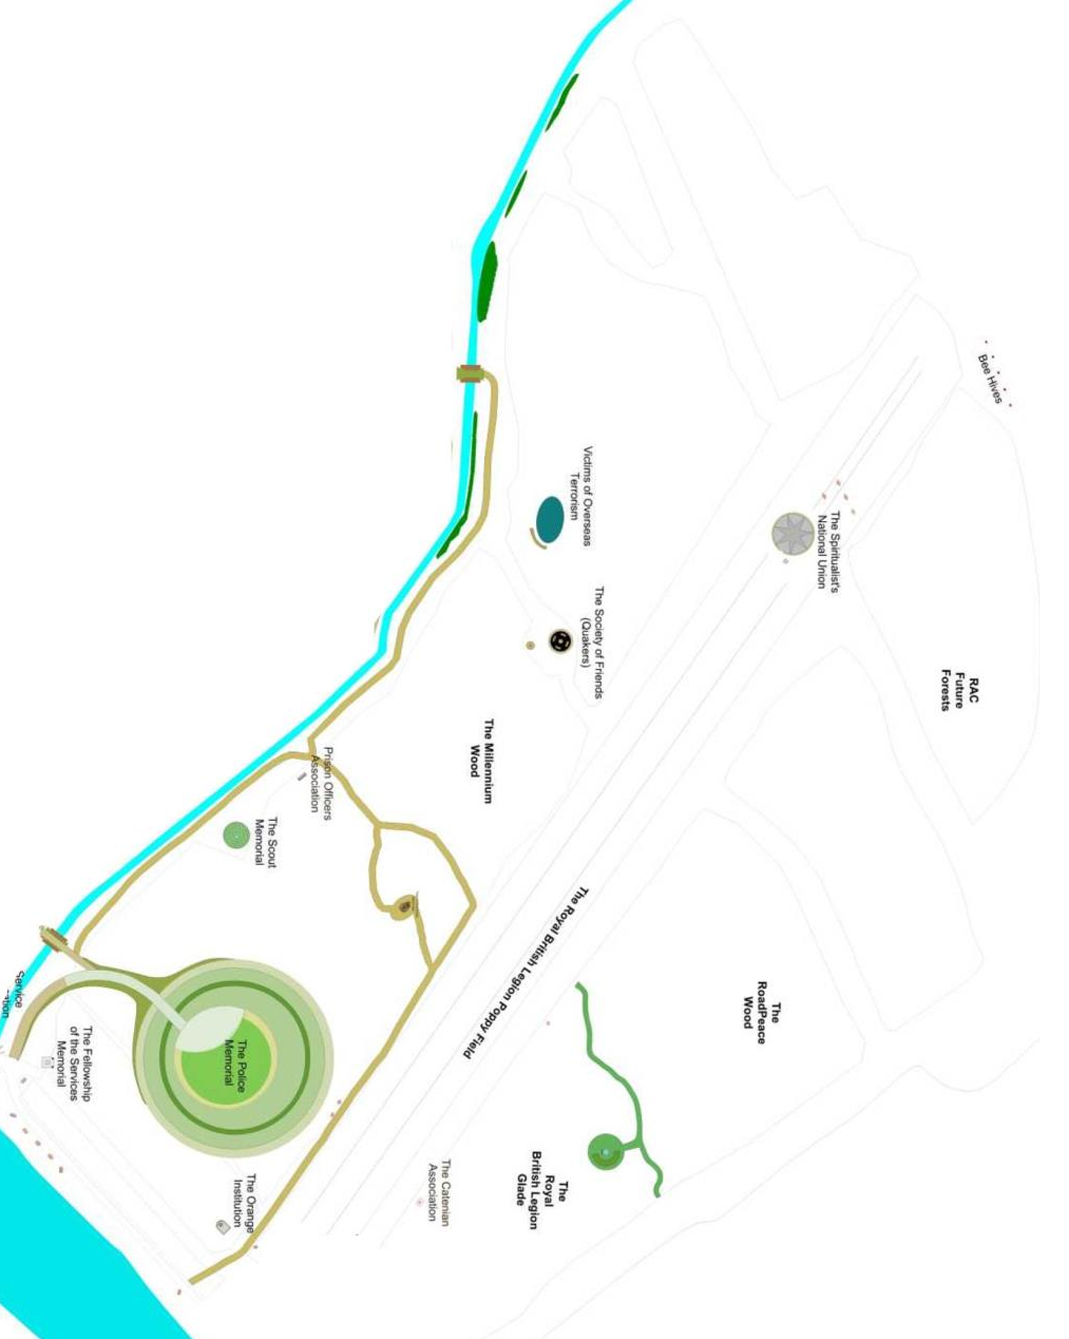 Bee Hives
Victims of Overseas
Terrorism
The Spiritualist's
National Union
The Society of Friends
(Quakers)
RAC
Future
Forests
The Millennium
Wood
Prison Officers
Association
The Scout
Memorial
The Royal British Legion Poppy Field
The
RoadPeace
Wood
Service
The Fellowship
of the Services
Memorial
The Police
Memorial
The
Royal
British Legion
Glade
The Catenian
Association
The Orange
Institution